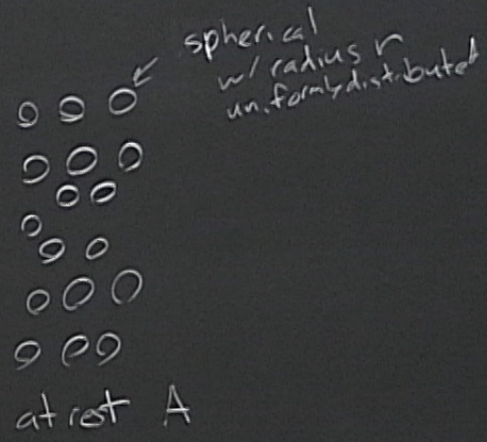 spherical
w/ radius r
uniformly distributed
at rest A